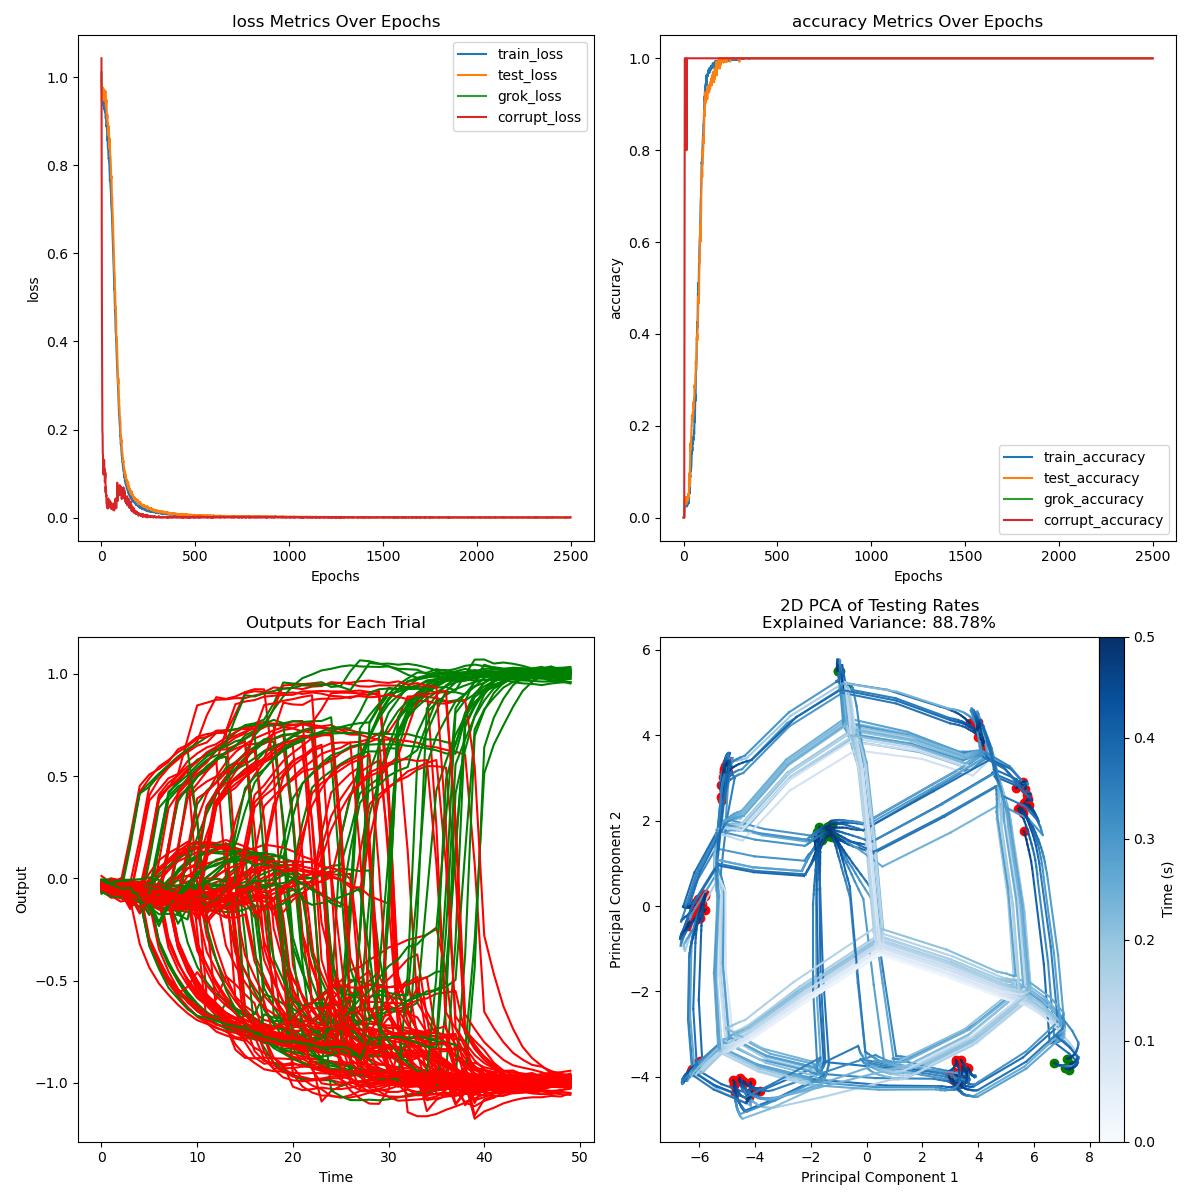 loss Metrics Over Epochs
1.0
0.8
0.6
0.4
0.2
0.0
loss
0 500 1000 1500 2000 2500
Epochs
train_loss
test_loss
grok_loss
corrupt_loss
accuracy Metrics Over Epochs
1.0
0.8
0.6
0.4
0.2
0.0
accuracy
0 500 1000 1500 2000 2500
Epochs
train_accuracy
test_accuracy
grok_accuracy
corrupt_accuracy
Outputs for Each Trial
1.0
0.5
0.0
−0.5
−1.0
Output
0 10 20 30 40 50
Time
2D PCA of Testing Rates
Explained Variance: 88.78%
6
4
2
0
−2
−4
Principal Component 2
−6 −4 −2 0 2 4 6 8
Principal Component 1
0.5
0.4
0.3
0.2
0.1
0.0
Time (s)